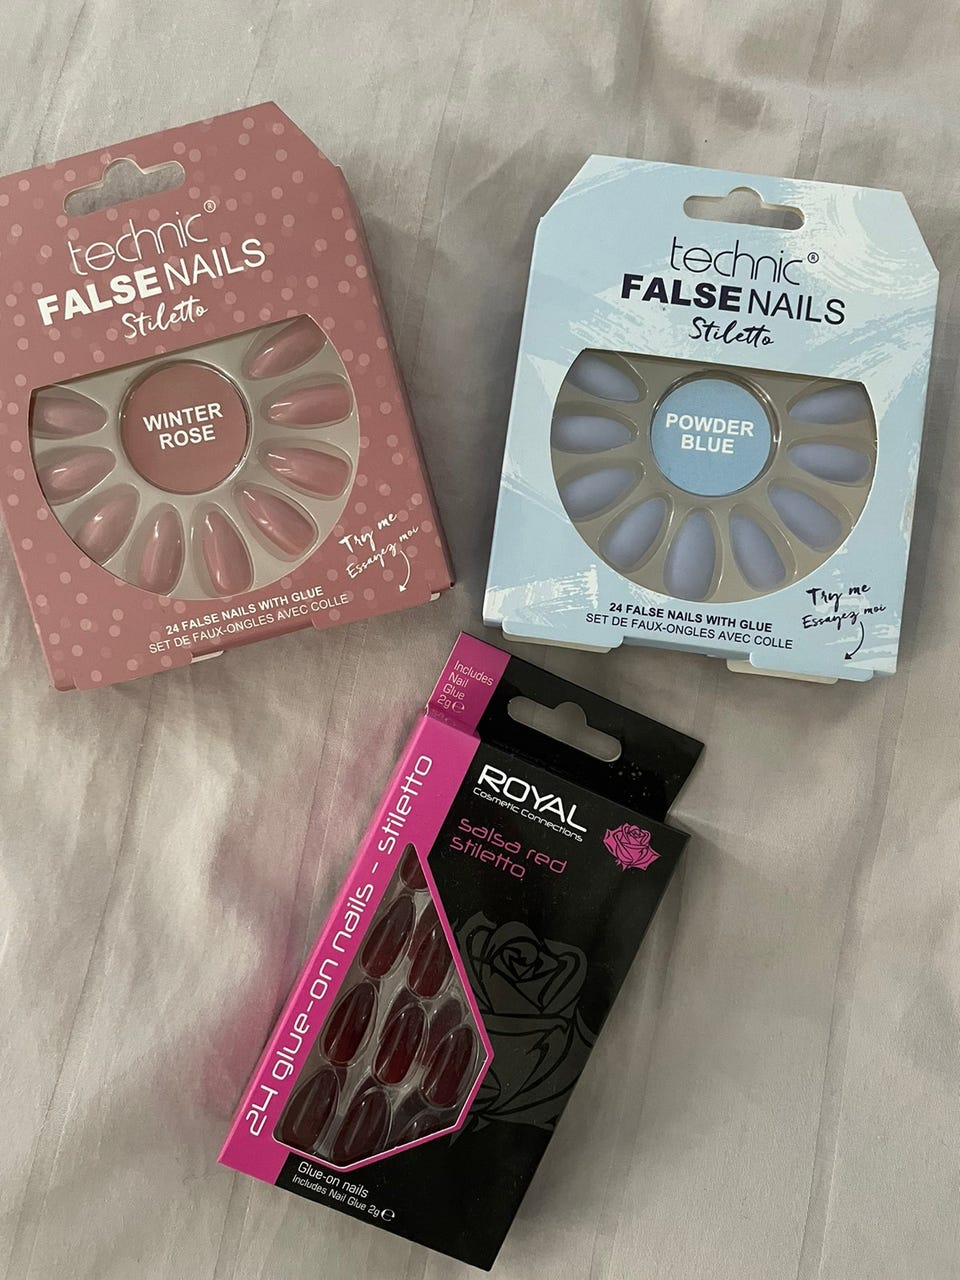 technic®
FALSE NAILS
Stiletto
WINTER
ROSE
Try me
Essayez moi
24 FALSE NAILS WITH GLUE
SET DE FAUX-ONGLES AVEC COLLE
technic®
FALSE NAILS
Stiletto
POWDER
BLUE
Try me
Essayez moi
24 FALSE NAILS WITH GLUE
SET DE FAUX-ONGLES AVEC COLLE
Includes
Nail
Glue
2g℮
ROYAL
Cosmetic Connections
salsa red
stiletto
24 glue-on nails - stiletto
Glue-on nails
Includes Nail Glue 2g℮